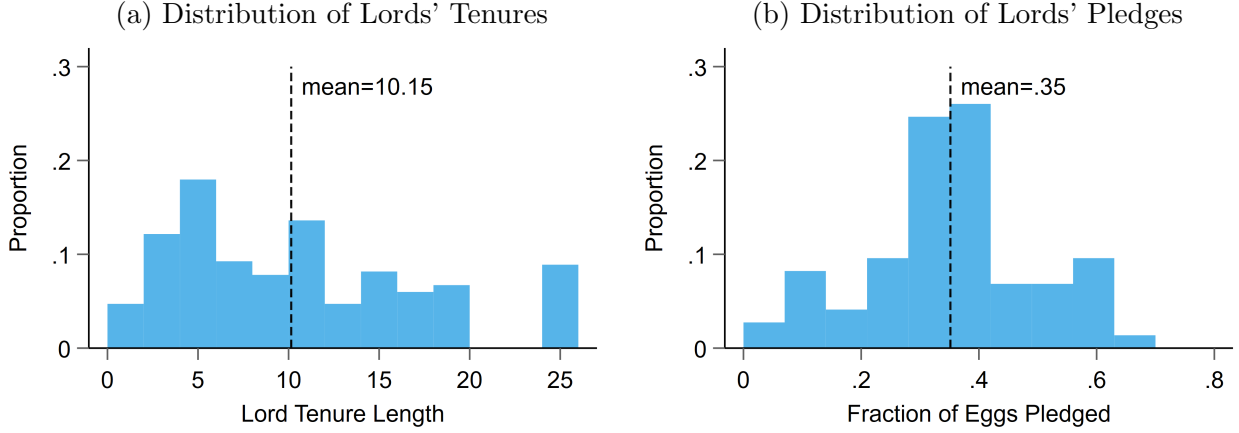 (a) Distribution of Lords’ Tenures
.3
.2
.1
0
Proportion
mean=10.15
0 5 10 15 20 25
Lord Tenure Length
(b) Distribution of Lords’ Pledges
.3
.2
.1
0
Proportion
mean=.35
0 .2 .4 .6 .8
Fraction of Eggs Pledged